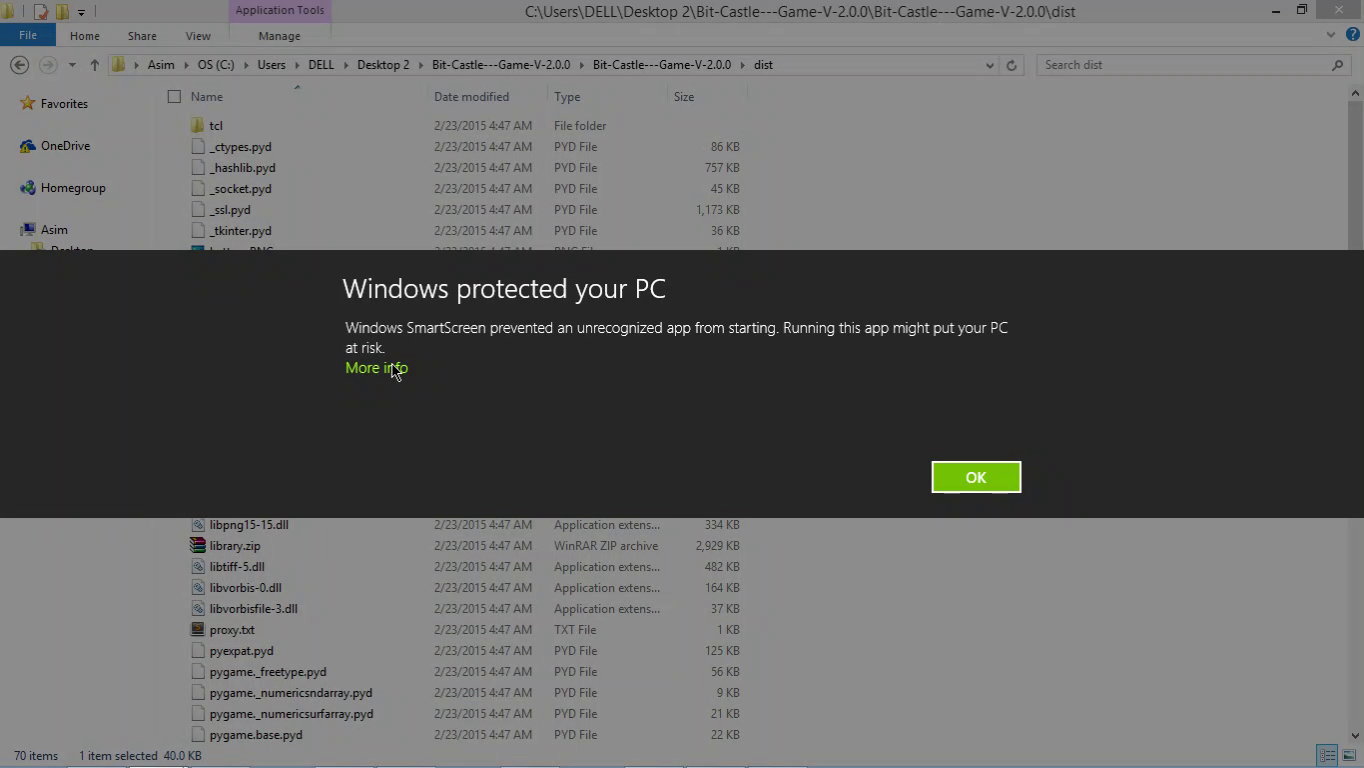 Application Tools
C:\Users\DELL\Desktop 2\Bit-Castle---Game-V-2.0.0\Bit-Castle---Game-V-2.0.0\dist
File Home Share View Manage
Asim OS (C:) Users DELL Desktop 2 Bit-Castle---Game-V-2.0.0 Bit-Castle---Game-V-2.0.0 dist Search dist
Name Date modified Type Size
Favorites
OneDrive
Homegroup
Asim
tcl 2/23/2015 4:47 AM File folder
_ctypes.pyd 2/23/2015 4:47 AM PYD File 86 KB
_hashlib.pyd 2/23/2015 4:47 AM PYD File 757 KB
_socket.pyd 2/23/2015 4:47 AM PYD File 45 KB
_ssl.pyd 2/23/2015 4:47 AM PYD File 1,173 KB
_tkinter.pyd 2/23/2015 4:47 AM PYD File 36 KB
Windows protected your PC
Windows SmartScreen prevented an unrecognized app from starting. Running this app might put your PC
at risk.
More info
OK
libpng15-15.dll 2/23/2015 4:47 AM Application extens... 334 KB
library.zip 2/23/2015 4:47 AM WinRAR ZIP archive 2,929 KB
libtiff-5.dll 2/23/2015 4:47 AM Application extens... 482 KB
libvorbis-0.dll 2/23/2015 4:47 AM Application extens... 164 KB
libvorbisfile-3.dll 2/23/2015 4:47 AM Application extens... 37 KB
proxy.txt 2/23/2015 4:47 AM TXT File 1 KB
pyexpat.pyd 2/23/2015 4:47 AM PYD File 125 KB
pygame._freetype.pyd 2/23/2015 4:47 AM PYD File 56 KB
pygame._numericsndarray.pyd 2/23/2015 4:47 AM PYD File 9 KB
pygame._numericsurfarray.pyd 2/23/2015 4:47 AM PYD File 21 KB
pygame.base.pyd 2/23/2015 4:47 AM PYD File 22 KB
70 items 1 item selected 40.0 KB